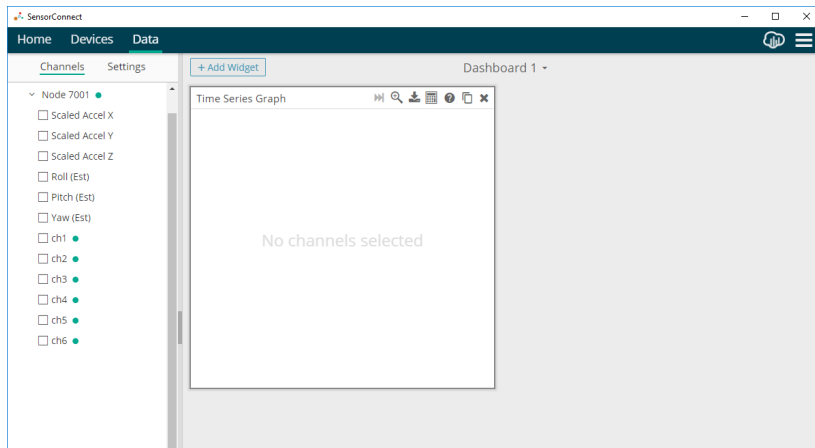 SensorConnect
Home Devices Data
Channels Settings
+ Add Widget
Dashboard 1
Node 7001
Scaled Accel X
Scaled Accel Y
Scaled Accel Z
Roll (Est)
Pitch (Est)
Yaw (Est)
ch1
ch2
ch3
ch4
ch5
ch6
Time Series Graph
No channels selected